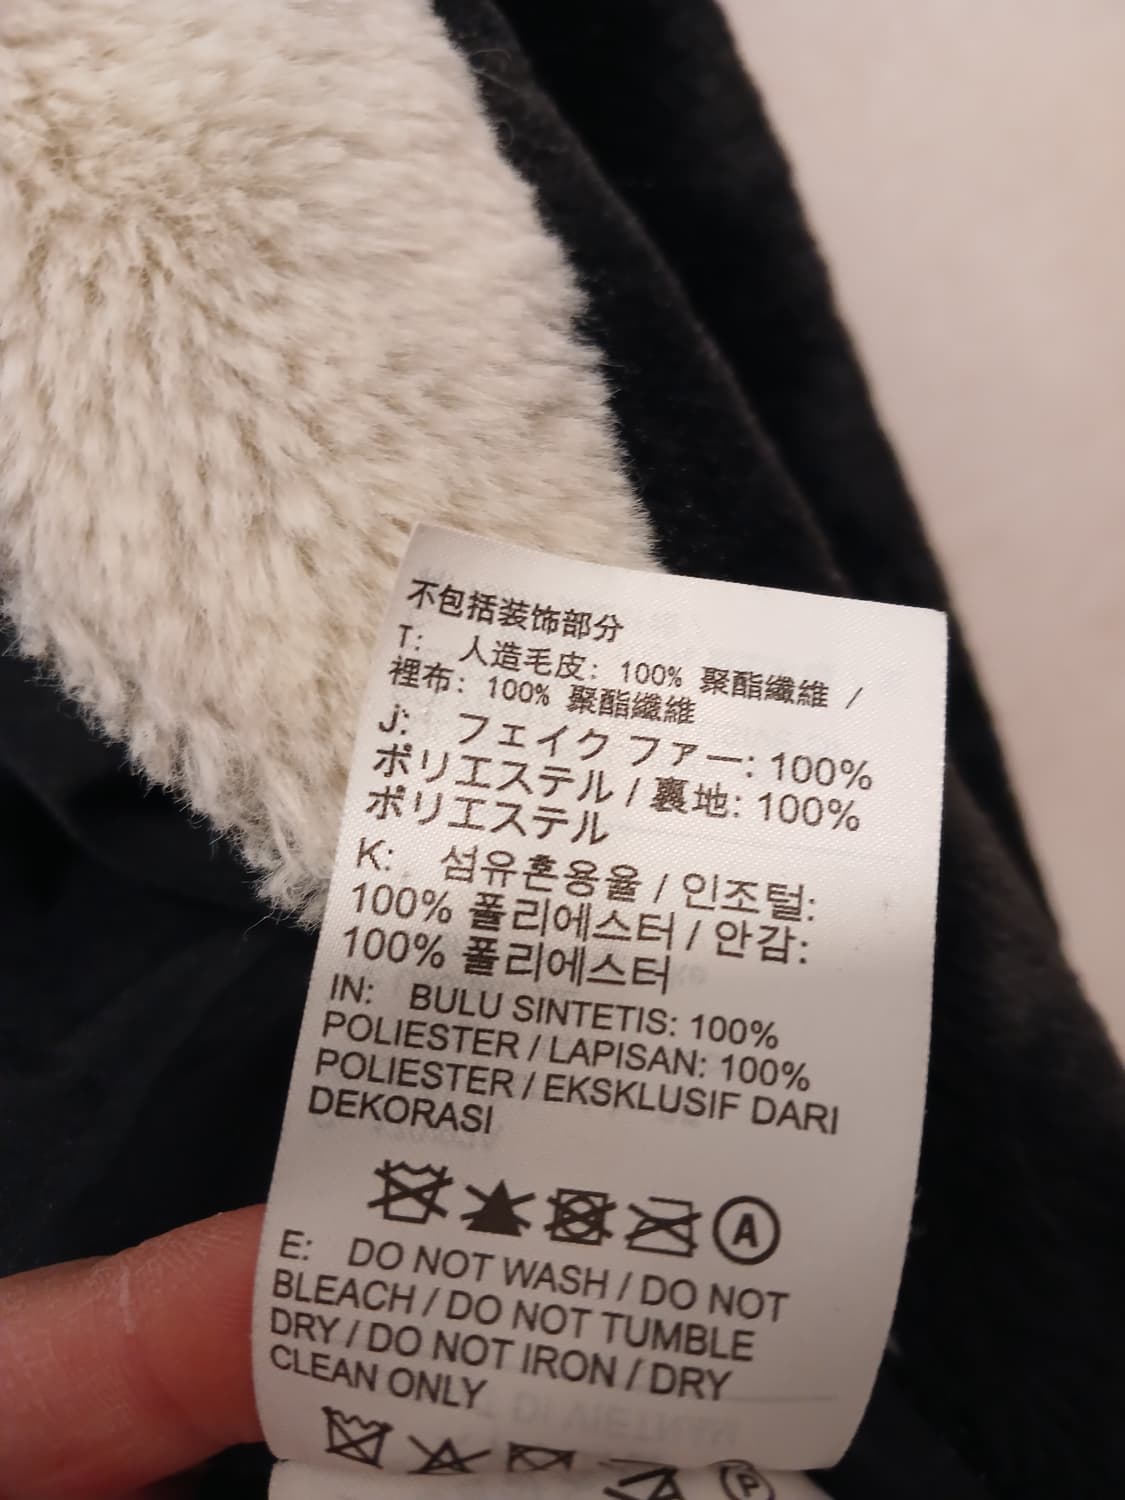 不包括装饰部分
T: 人造毛皮: 100% 聚酯纖維 /
裡布: 100% 聚酯纖維
J: フェイク ファー: 100%
ポリエステル / 裏地: 100%
ポリエステル
K: 섬유혼용율 / 인조털:
100% 폴리에스터 / 안감:
100% 폴리에스터
IN: BULU SINTETIS: 100%
POLIESTER / LAPISAN: 100%
POLIESTER / EKSKLUSIF DARI
DEKORASI
A
E: DO NOT WASH / DO NOT
BLEACH / DO NOT TUMBLE
DRY / DO NOT IRON / DRY
CLEAN ONLY
P